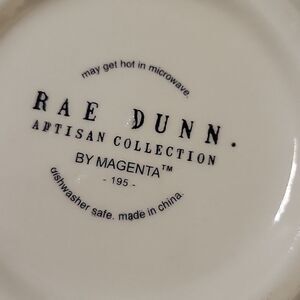 may get hot in microwave.
RAE DUNN.
ARTISAN COLLECTION
BY MAGENTA™
- 195 -
dishwasher safe. made in china.